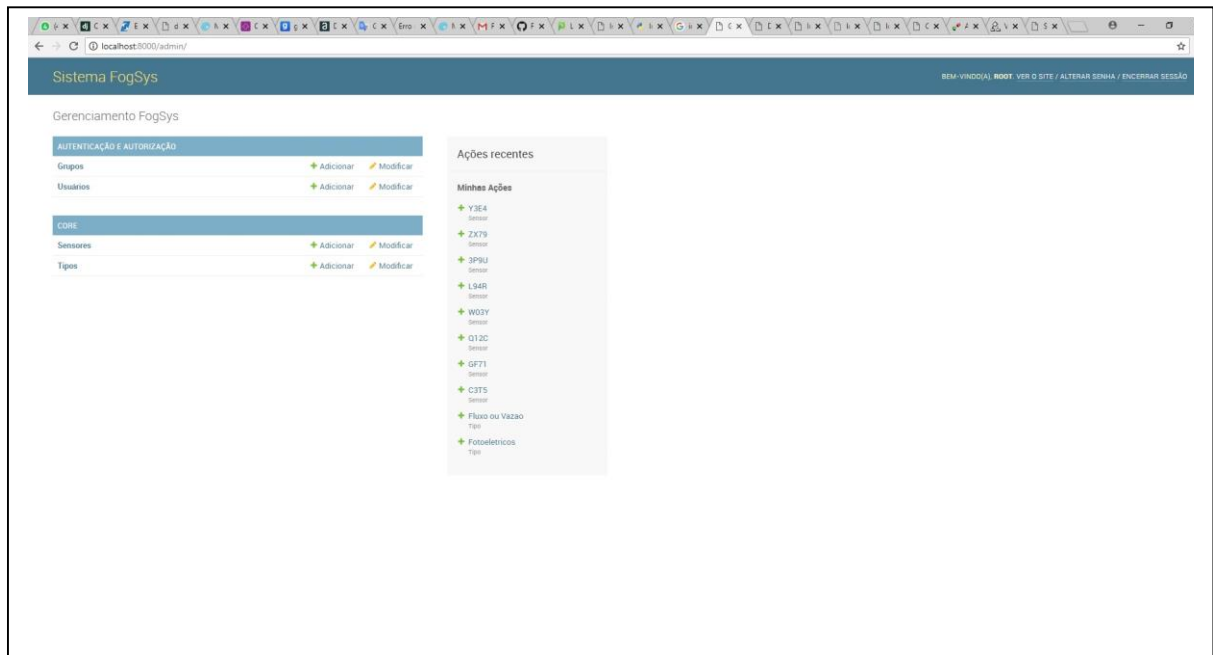 Erro
localhost:8000/admin/
Sistema FogSys
BEM-VINDO(A), ROOT. VER O SITE / ALTERAR SENHA / ENCERRAR SESSÃO
Gerenciamento FogSys
AUTENTICAÇÃO E AUTORIZAÇÃO
Grupos Adicionar Modificar
Usuários Adicionar Modificar
CORE
Sensores Adicionar Modificar
Tipos Adicionar Modificar
Ações recentes
Minhas Ações
Y3E4
Sensor
ZX79
Sensor
3P9U
Sensor
L94R
Sensor
W03Y
Sensor
Q12C
Sensor
GF71
Sensor
C3T5
Sensor
Fluxo ou Vazao
Tipo
Fotoeletricos
Tipo